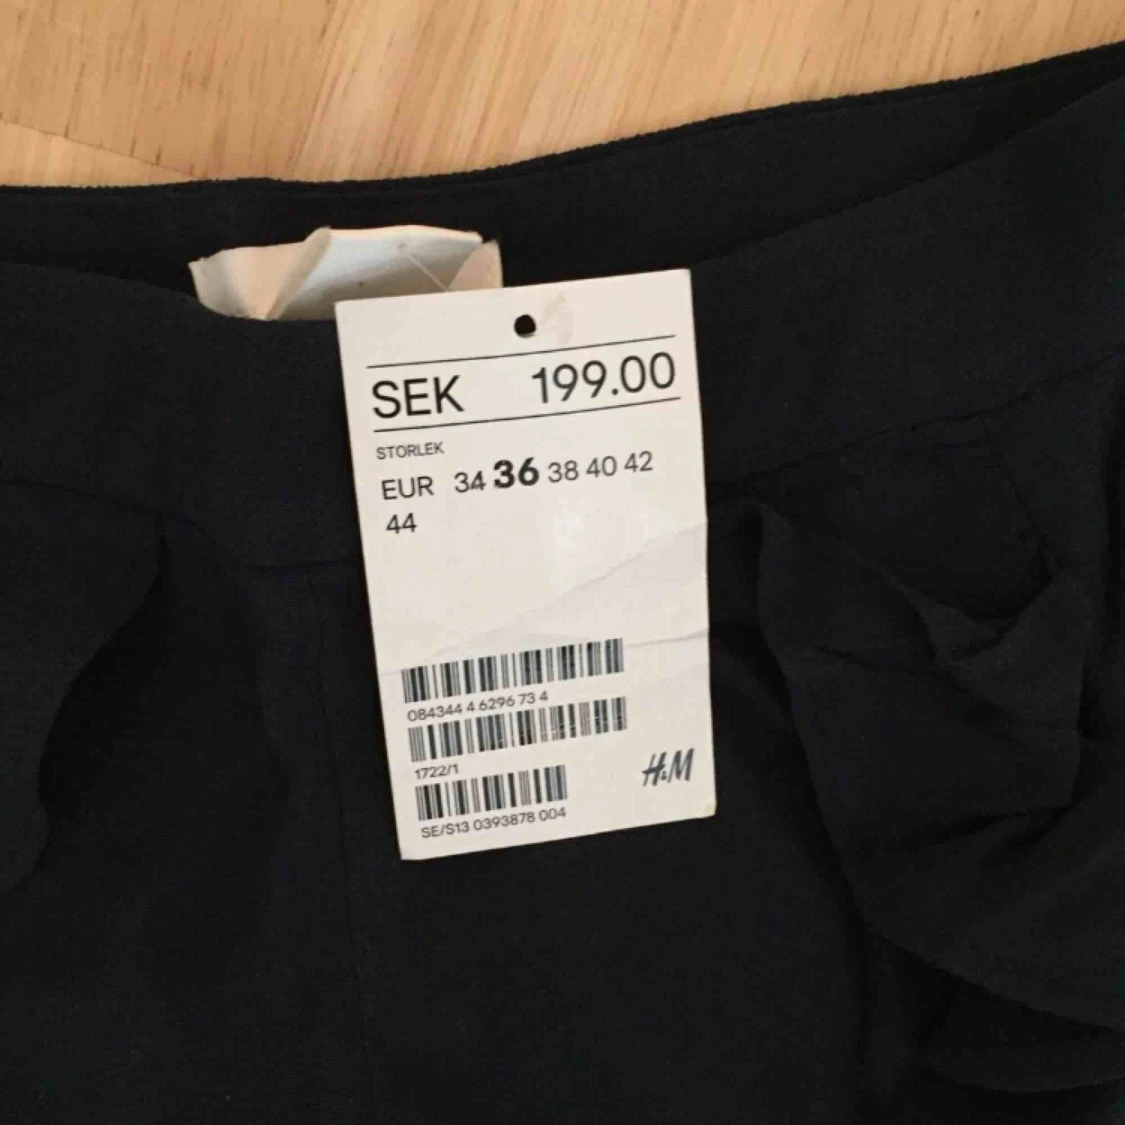 SEK 199.00
STORLEK
EUR 34 36 38 40 42
44
084344 4 6296 73 4
1722/1
H&M
SE/S13 0393878 004